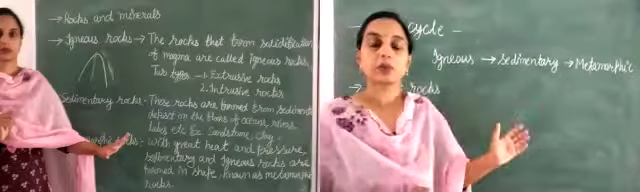 → Rocks and minerals
→ Igneous rocks → The rocks that form solidification
of magma are called igneous rocks,
Two types → 1. Extrusive rocks
2. Intrusive rocks
Sedimentary rocks - These rocks are formed from sediments
deposit in the floors of oceans, rivers,
lakes etc Ex: Sandstone, clay
rocks:- With great heat and pressure
sedimentary and igneous rocks are
formed in shape, known as metamorphic
rocks.
cycle -
Igneous → Sedimentary → Metamorphic
→ rocks